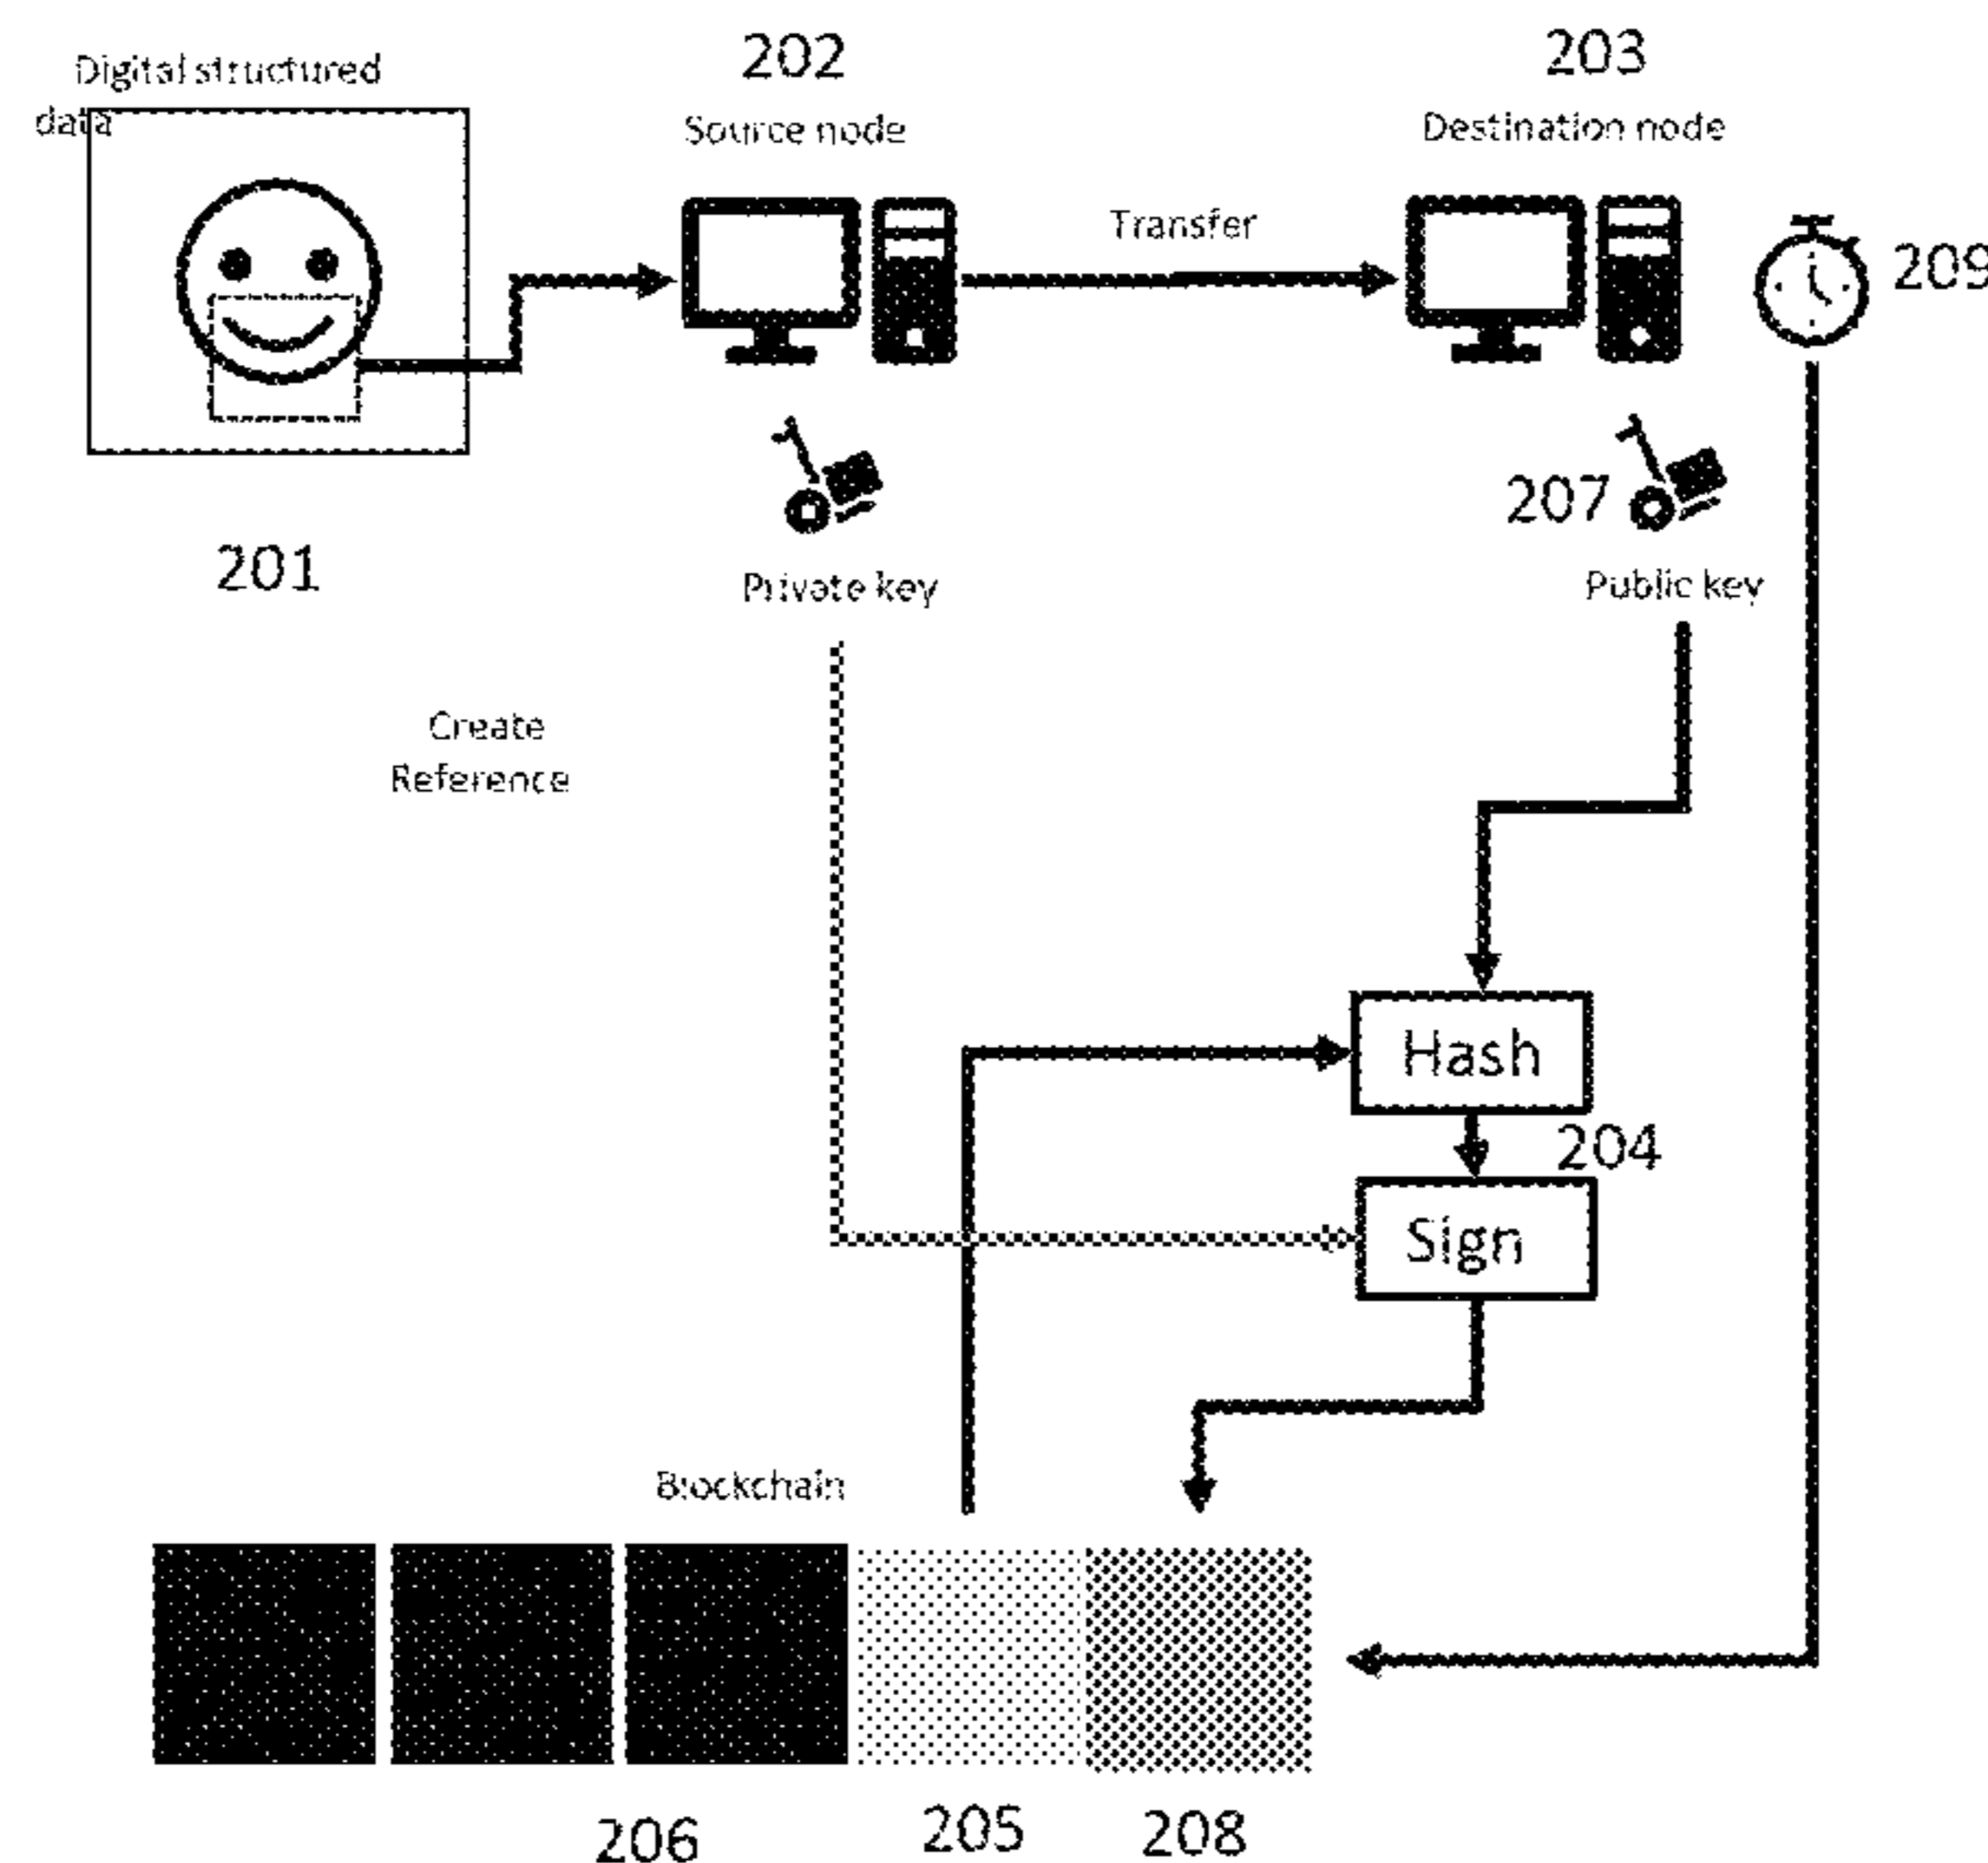 Digital structured
data
202
Source node
203
Destination node
Transfer
209
201
Private key
207
Public key
Create
Reference
Hash
204
Sign
Blockchain
206
205
208